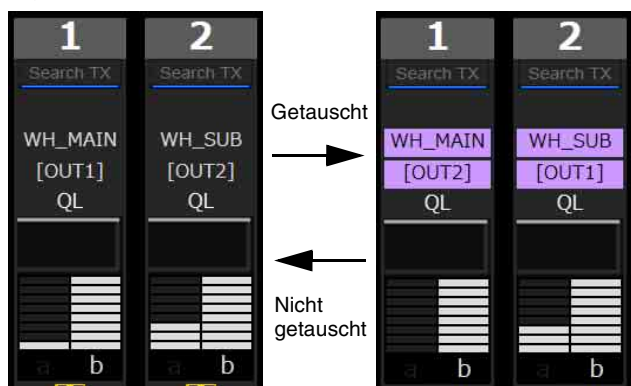 1 2
Search TX Search TX
WH_MAIN WH_SUB
[OUT1] [OUT2]
QL QL
a b a b
Getauscht
Nicht
getauscht
1 2
Search TX Search TX
WH_MAIN WH_SUB
[OUT2] [OUT1]
QL QL
a b a b